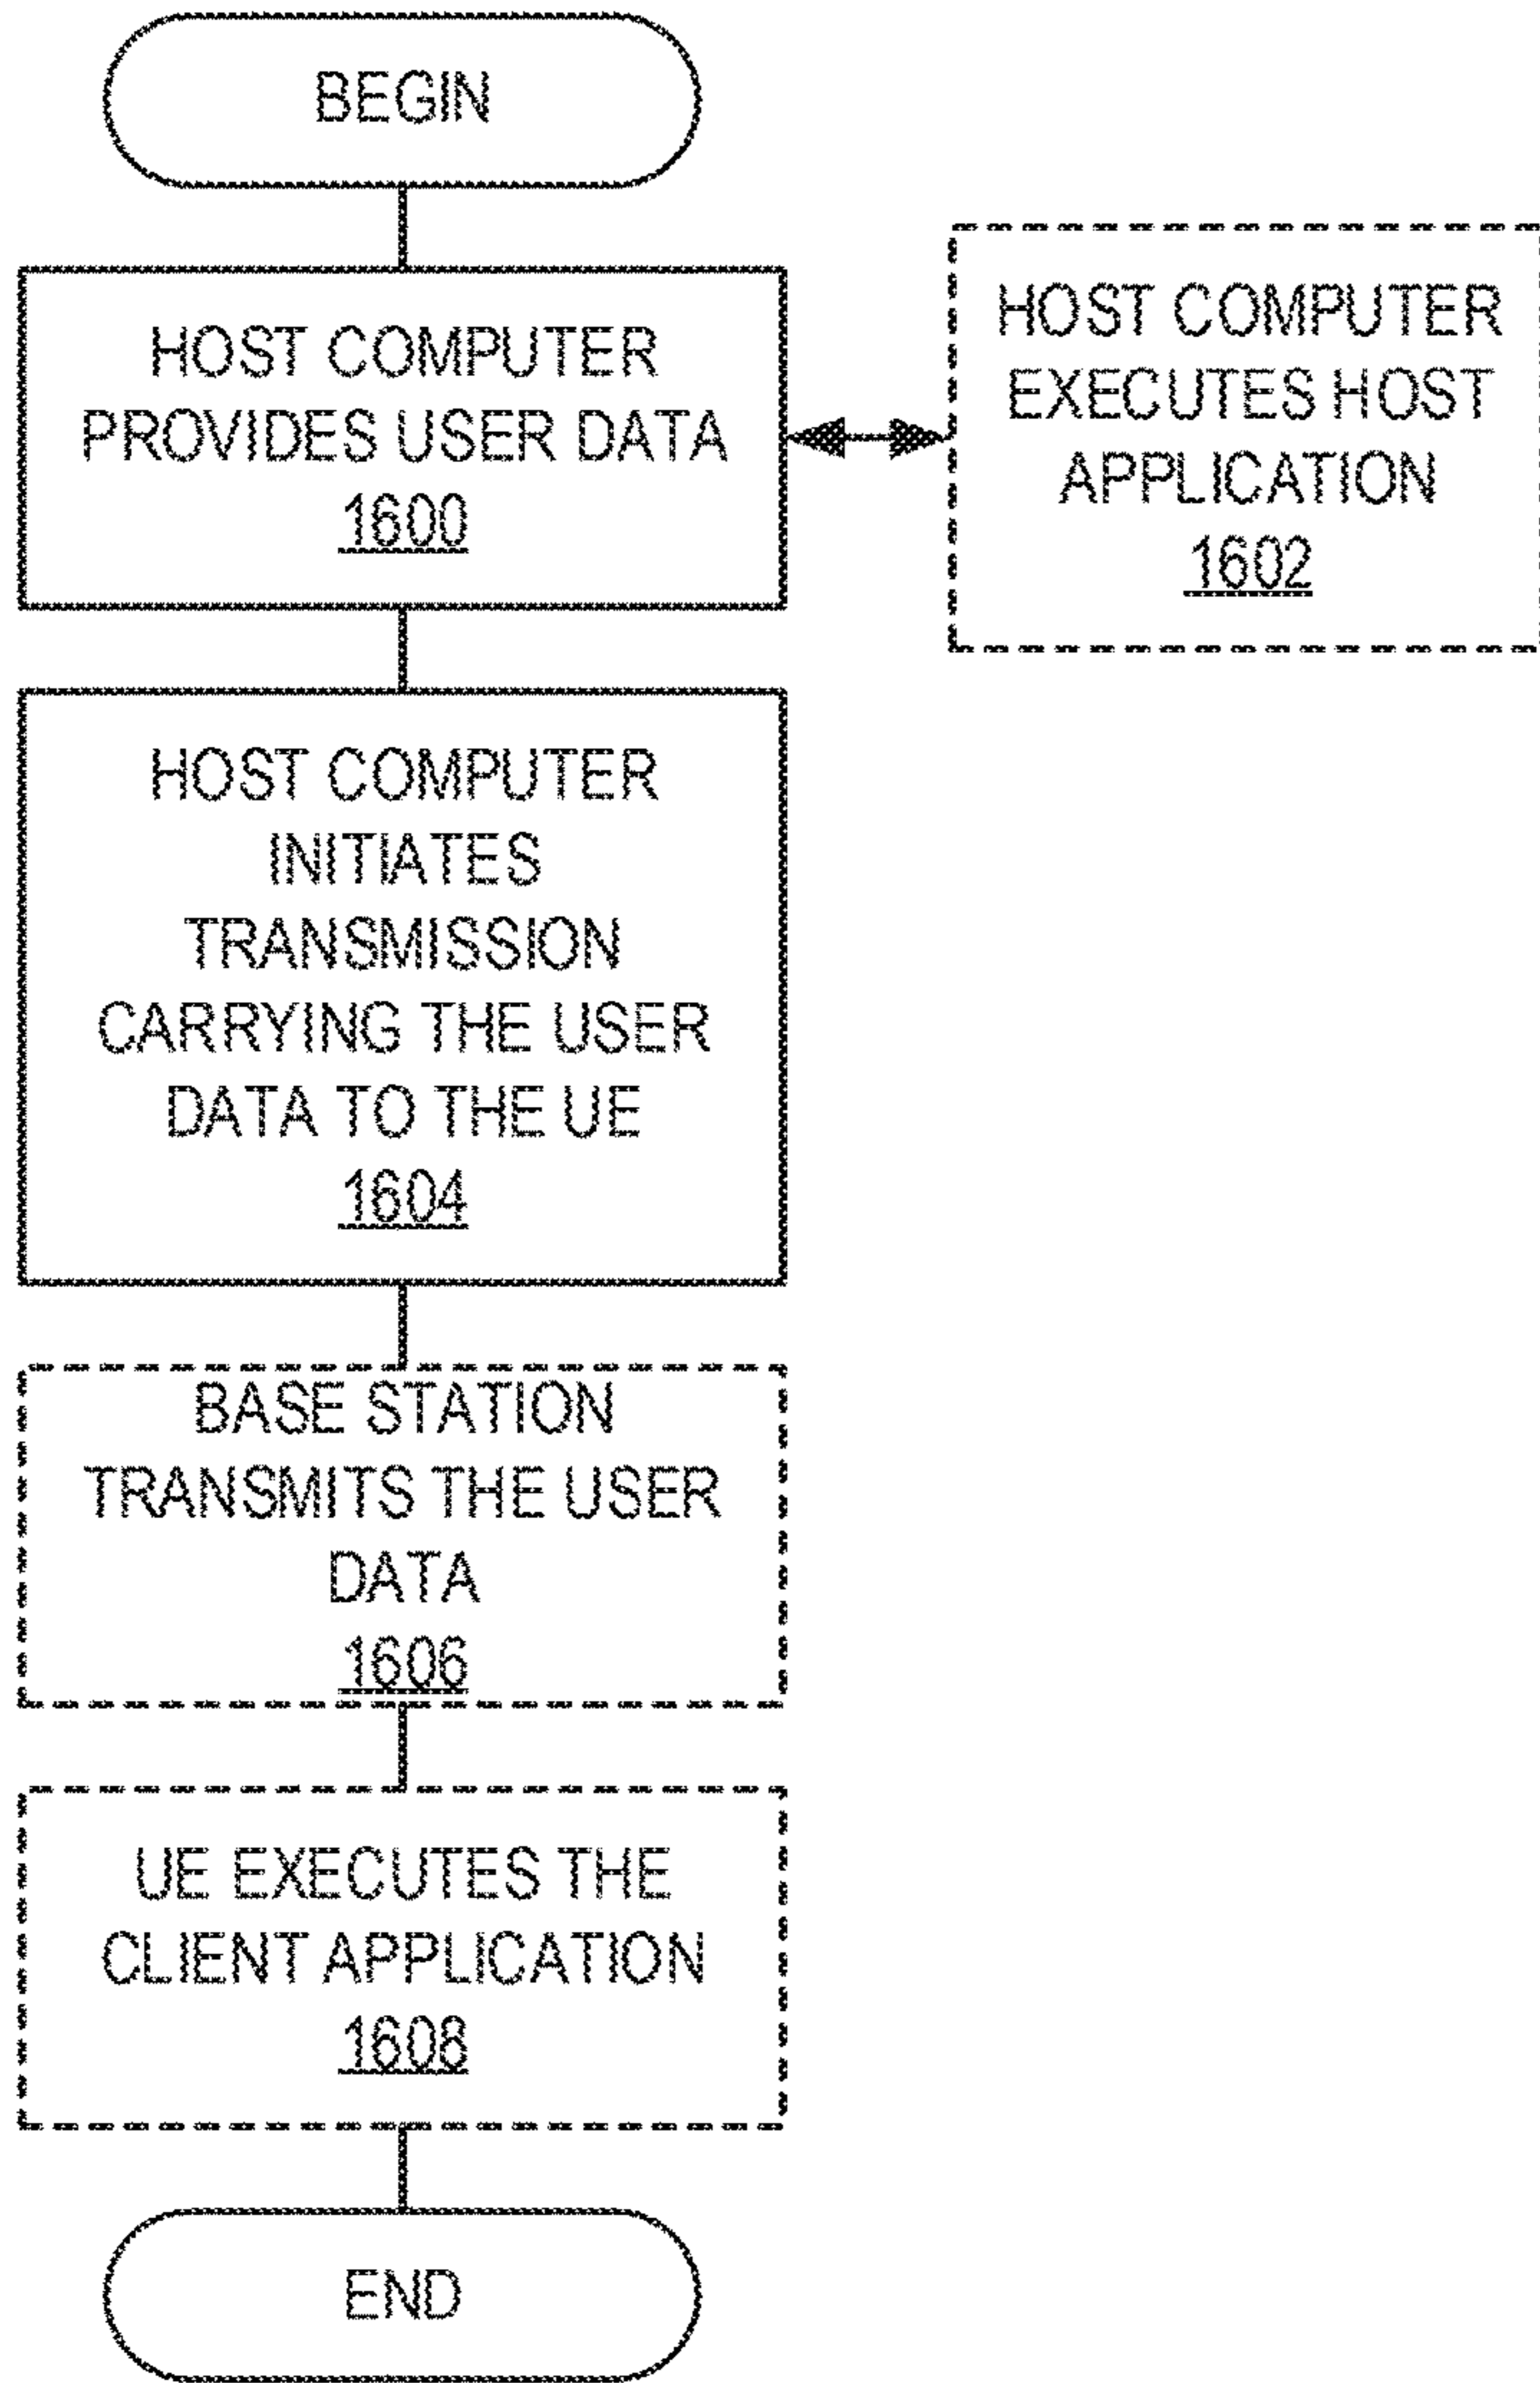 BEGIN
HOST COMPUTER
PROVIDES USER DATA
1600
HOST COMPUTER
EXECUTES HOST
APPLICATION
1602
HOST COMPUTER
INITIATES
TRANSMISSION
CARRYING THE USER
DATA TO THE UE
1604
BASE STATION
TRANSMITS THE USER
DATA
1606
UE EXECUTES THE
CLIENT APPLICATION
1608
END